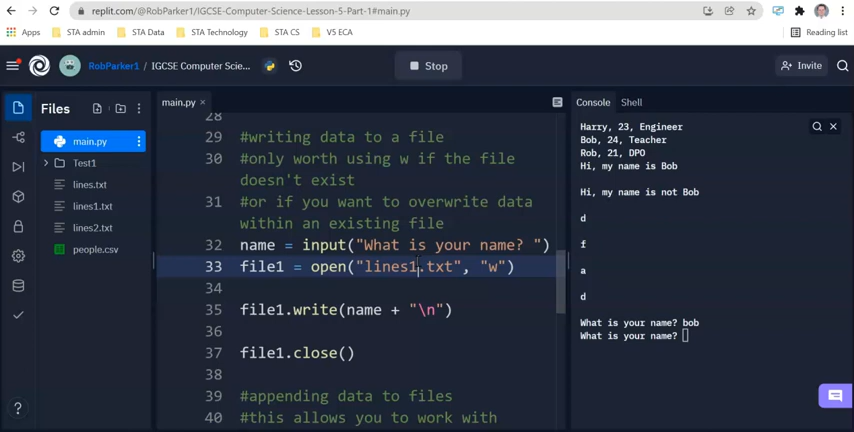 replit.com/@RobParker1/IGCSE-Computer-Science-Lesson-5-Part-1#main.py
Apps STA admin STA Data STA Technology STA CS V5 ECA Reading list
RobParker1 / IGCSE Computer Scie... Stop Invite
Files
main.py
Test1
lines.txt
lines1.txt
lines2.txt
people.csv
?
main.py ×
28
29 #writing data to a file
30 #only worth using w if the file
doesn't exist
31 #or if you want to overwrite data
within an existing file
32 name = input("What is your name? ")
33 file1 = open("lines1.txt", "w")
34
35 file1.write(name + "\n")
36
37 file1.close()
38
39 #appending data to files
40 #this allows you to work with
Console Shell
Harry, 23, Engineer
Bob, 24, Teacher
Rob, 21, DPO
Hi, my name is Bob
Hi, my name is not Bob
d
f
a
d
What is your name? bob
What is your name?